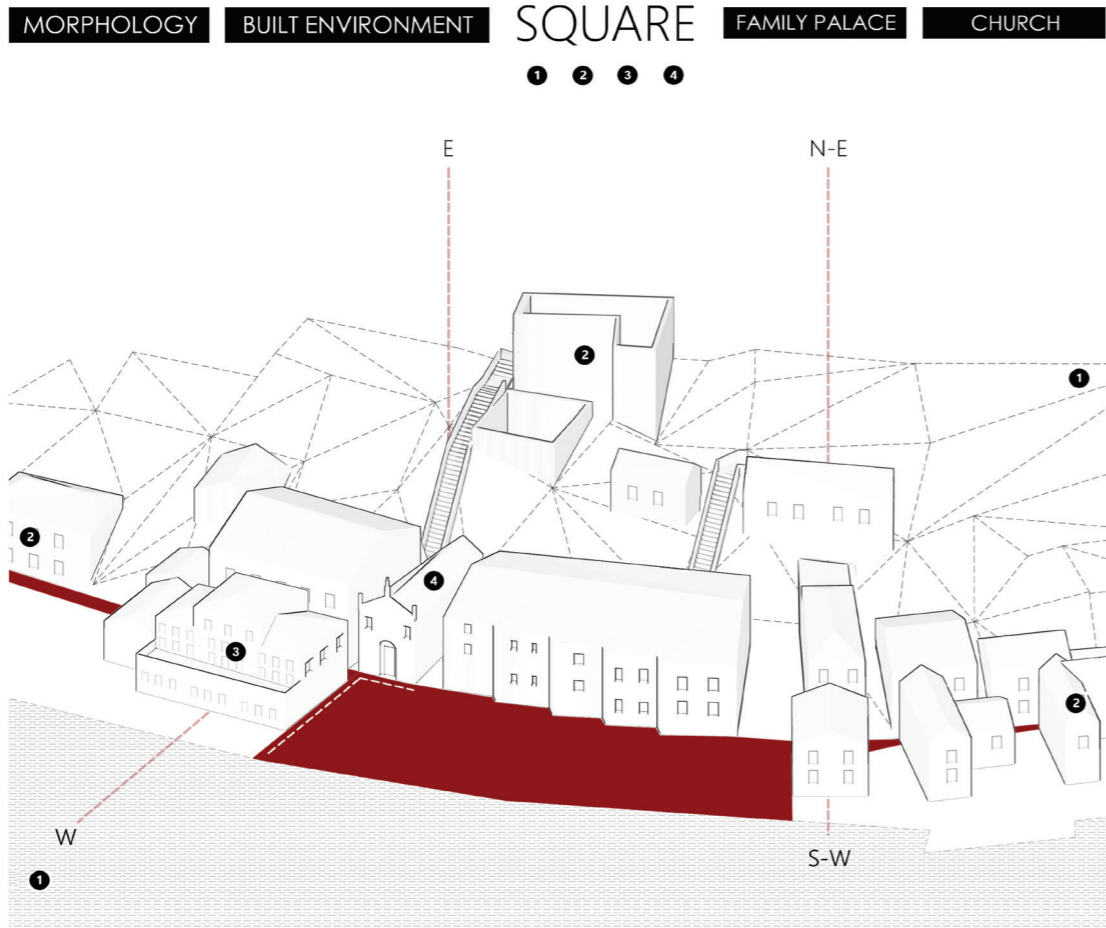 MORPHOLOGY BUILT ENVIRONMENT SQUARE FAMILY PALACE CHURCH
1 2 3 4
E N-E
2
1
2
4
3
2
W
S-W
1